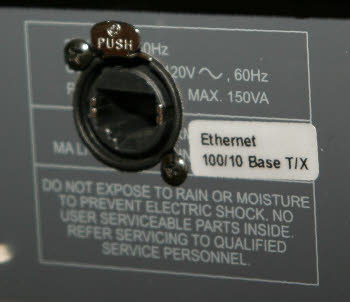 PUSH
0Hz
120V ~, 60Hz
MAX. 150VA
Ethernet
100/10 Base T/X
MA L
DO NOT EXPOSE TO RAIN OR MOISTURE
TO PREVENT ELECTRIC SHOCK. NO
USER SERVICEABLE PARTS INSIDE.
REFER SERVICING TO QUALIFIED
SERVICE PERSONNEL.